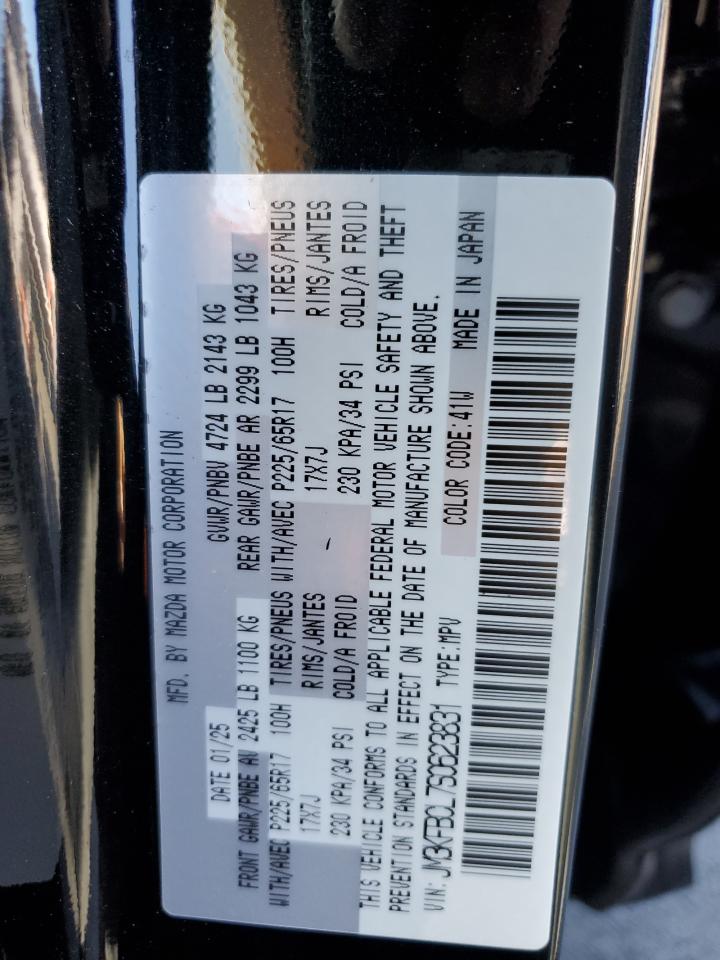 MFD. BY MAZDA MOTOR CORPORATION
DATE 01/25 GVWR/PNBV 4724 LB 2143 KG
FRONT GAWR/PNBE AV 2425 LB 1100 KG REAR GAWR/PNBE AR 2299 LB 1043 KG
WITH/AVEC P225/65R17 100H TIRES/PNEUS WITH/AVEC P225/65R17 100H TIRES/PNEUS
17X7J RIMS/JANTES 17X7J RIMS/JANTES
230 KPA/34 PSI COLD/A FROID 230 KPA/34 PSI COLD/A FROID
THIS VEHICLE CONFORMS TO ALL APPLICABLE FEDERAL MOTOR VEHICLE SAFETY AND THEFT
PREVENTION STANDARDS IN EFFECT ON THE DATE OF MANUFACTURE SHOWN ABOVE.
VIN: JM3KFBCL7S0623831 TYPE:MPV COLOR CODE:41W MADE IN JAPAN